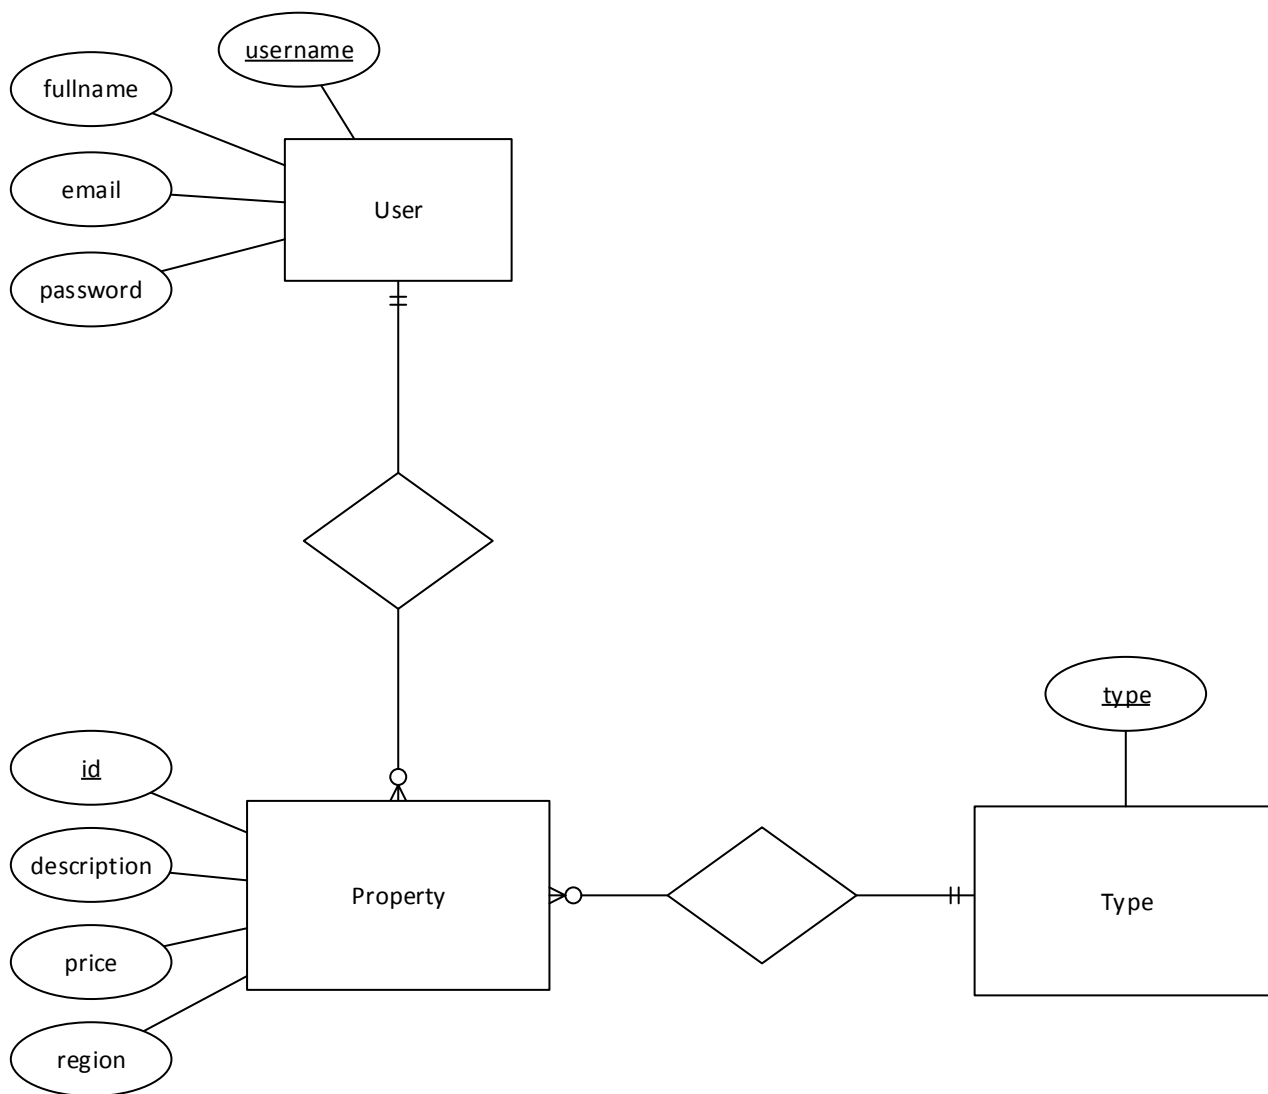 username
fullname
email
User
password
type
id
description
Property
Type
price
region